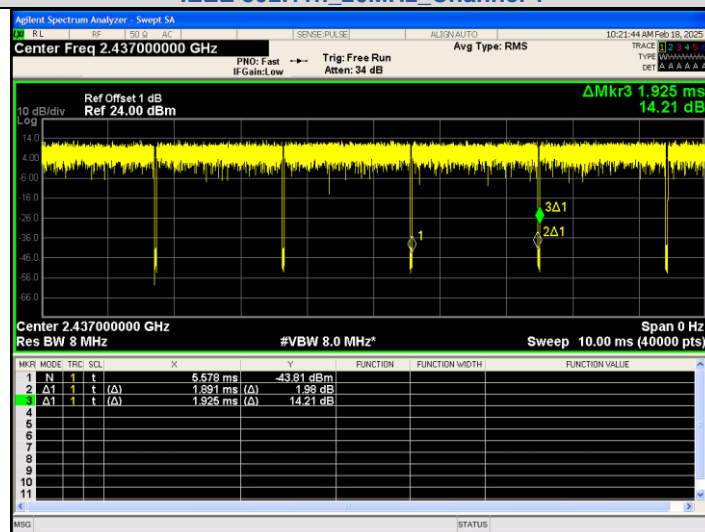 Agilent Spectrum Analyzer - Swept SA
RL RF 50 Ω AC SENSE:PULSE ALIGN AUTO 10:21:44 AM Feb 18, 2025
Center Freq 2.437000000 GHz
PNO: Fast
IFGain:Low
Trig: Free Run
Atten: 34 dB
Avg Type: RMS
TRACE 1 2 3 4 5
TYPE W
DET A A A A A
Ref Offset 1 dB
10 dB/div Ref 24.00 dBm
Log
ΔMkr3 1.925 ms
14.21 dB
14.0
4.00
-6.00
-16.0
-26.0
-36.0
-46.0
-56.0
-66.0
1
3Δ1
2Δ1
Center 2.437000000 GHz Span 0 Hz
Res BW 8 MHz #VBW 8.0 MHz* Sweep 10.00 ms (40000 pts)
MKR MODE TRC SCL X Y FUNCTION FUNCTION WIDTH FUNCTION VALUE
1 N 1 t 5.578 ms -43.81 dBm
2 Δ1 1 t (Δ) 1.891 ms (Δ) 1.98 dB
3 Δ1 1 t (Δ) 1.925 ms (Δ) 14.21 dB
4
5
6
7
8
9
10
11
MSG STATUS